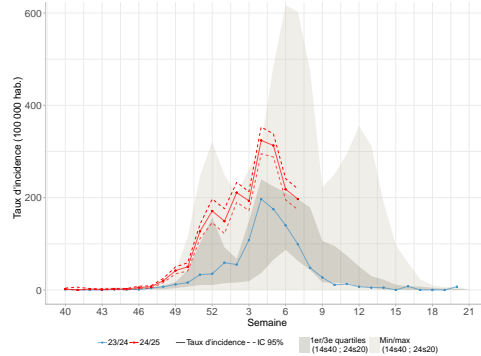 600
400
200
0
Taux d'incidence (100 000 hab.)
40 43 46 49 52 3 6 9 12 15 18 21
Semaine
23/24 24/25 Taux d'incidence IC 95% 1er/3e quartiles Min/max
(14s40 ; 24s20) (14s40 ; 24s20)